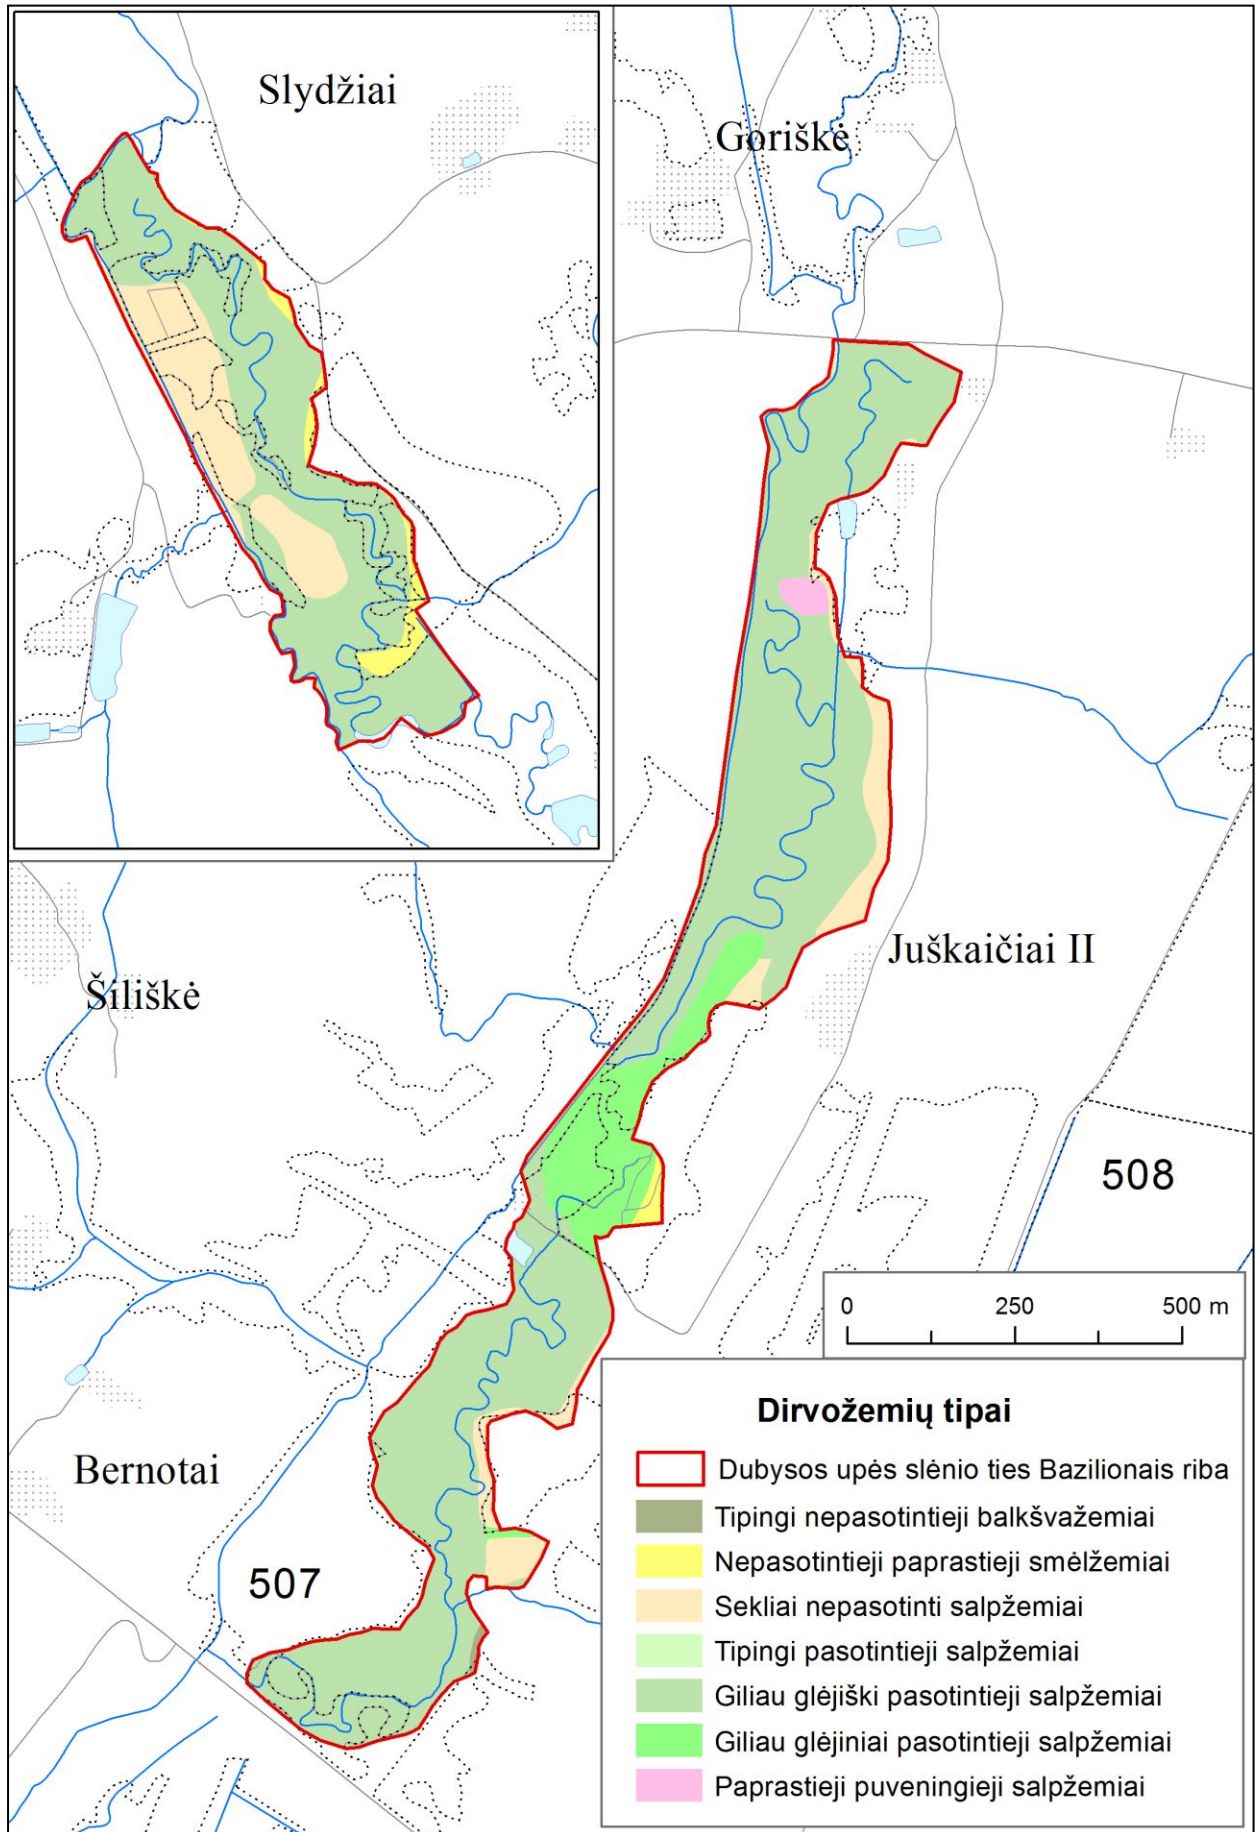 Slydžiai
Goriškė
Juškaičiai II
Šiliškė
508
0 250 500 m
Bernotai
507
Dirvožemių tipai
Dubysos upės slėnio ties Bazilionais riba
Tipingi nepasotintieji balkšvažemiai
Nepasotintieji paprastieji smėlžemiai
Sekliai nepasotinti salpžemiai
Tipingi pasotintieji salpžemiai
Giliau glėjiški pasotintieji salpžemiai
Giliau glėjiniai pasotintieji salpžemiai
Paprastieji puveningieji salpžemiai